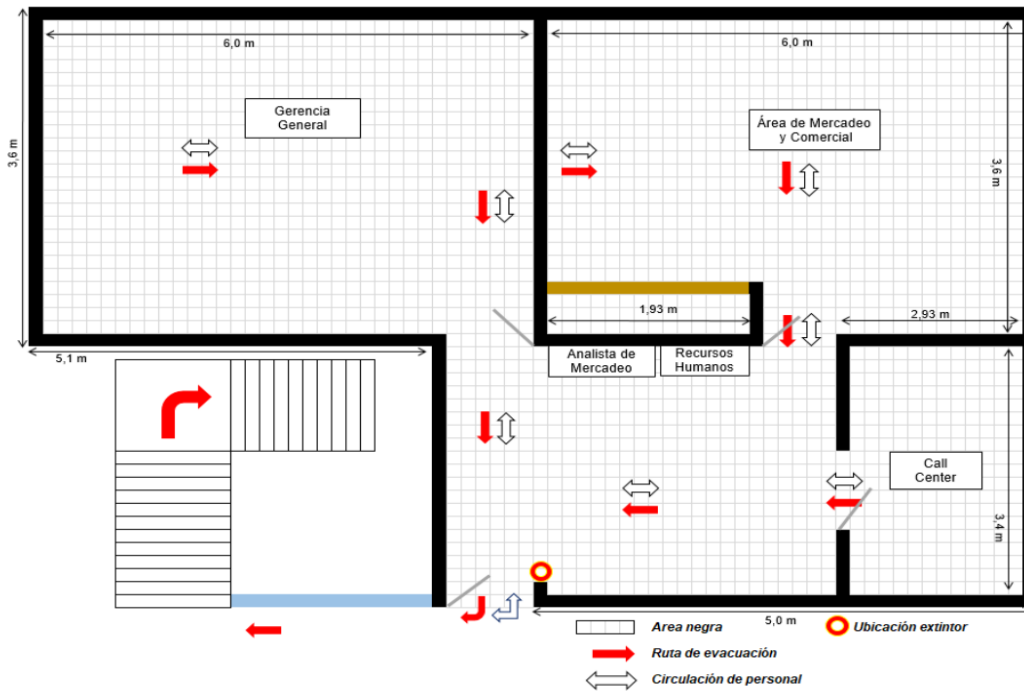 6,0 m
6,0 m
3,6 m
Gerencia
General
Área de Mercadeo
y Comercial
3,6 m
1,93 m
2,93 m
5,1 m
Analista de
Mercadeo
Recursos
Humanos
Call
Center
3,4 m
5,0 m
Area negra
Ubicación extintor
Ruta de evacuación
Circulación de personal